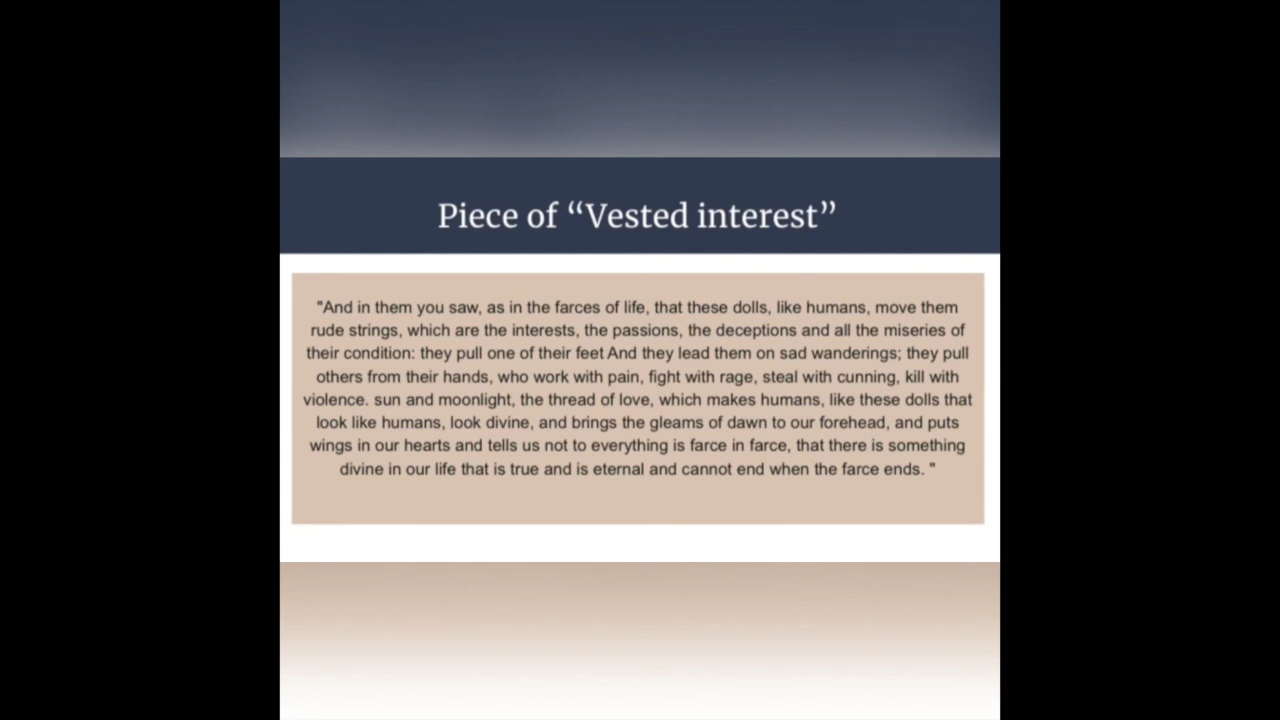 Piece of “Vested interest”
"And in them you saw, as in the farces of life, that these dolls, like humans, move them
rude strings, which are the interests, the passions, the deceptions and all the miseries of
their condition: they pull one of their feet And they lead them on sad wanderings; they pull
others from their hands, who work with pain, fight with rage, steal with cunning, kill with
violence. sun and moonlight, the thread of love, which makes humans, like these dolls that
look like humans, look divine, and brings the gleams of dawn to our forehead, and puts
wings in our hearts and tells us not to everything is farce in farce, that there is something
divine in our life that is true and is eternal and cannot end when the farce ends. "